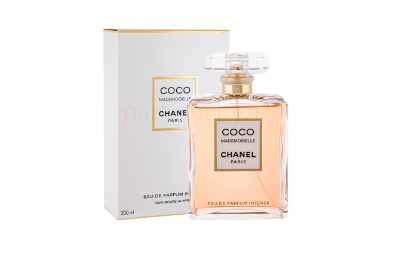 COCO
MADEMOISELLE
CHANEL
PARIS
EAU DE PARFUM
200 ml
COCO
MADEMOISELLE
CHANEL
PARIS
EAU DE PARFUM INTENSE